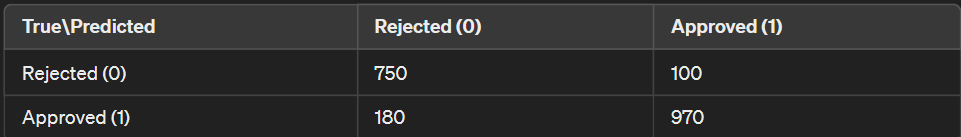 True\Predicted Rejected (0) Approved (1)
Rejected (0) 750 100
Approved (1) 180 970